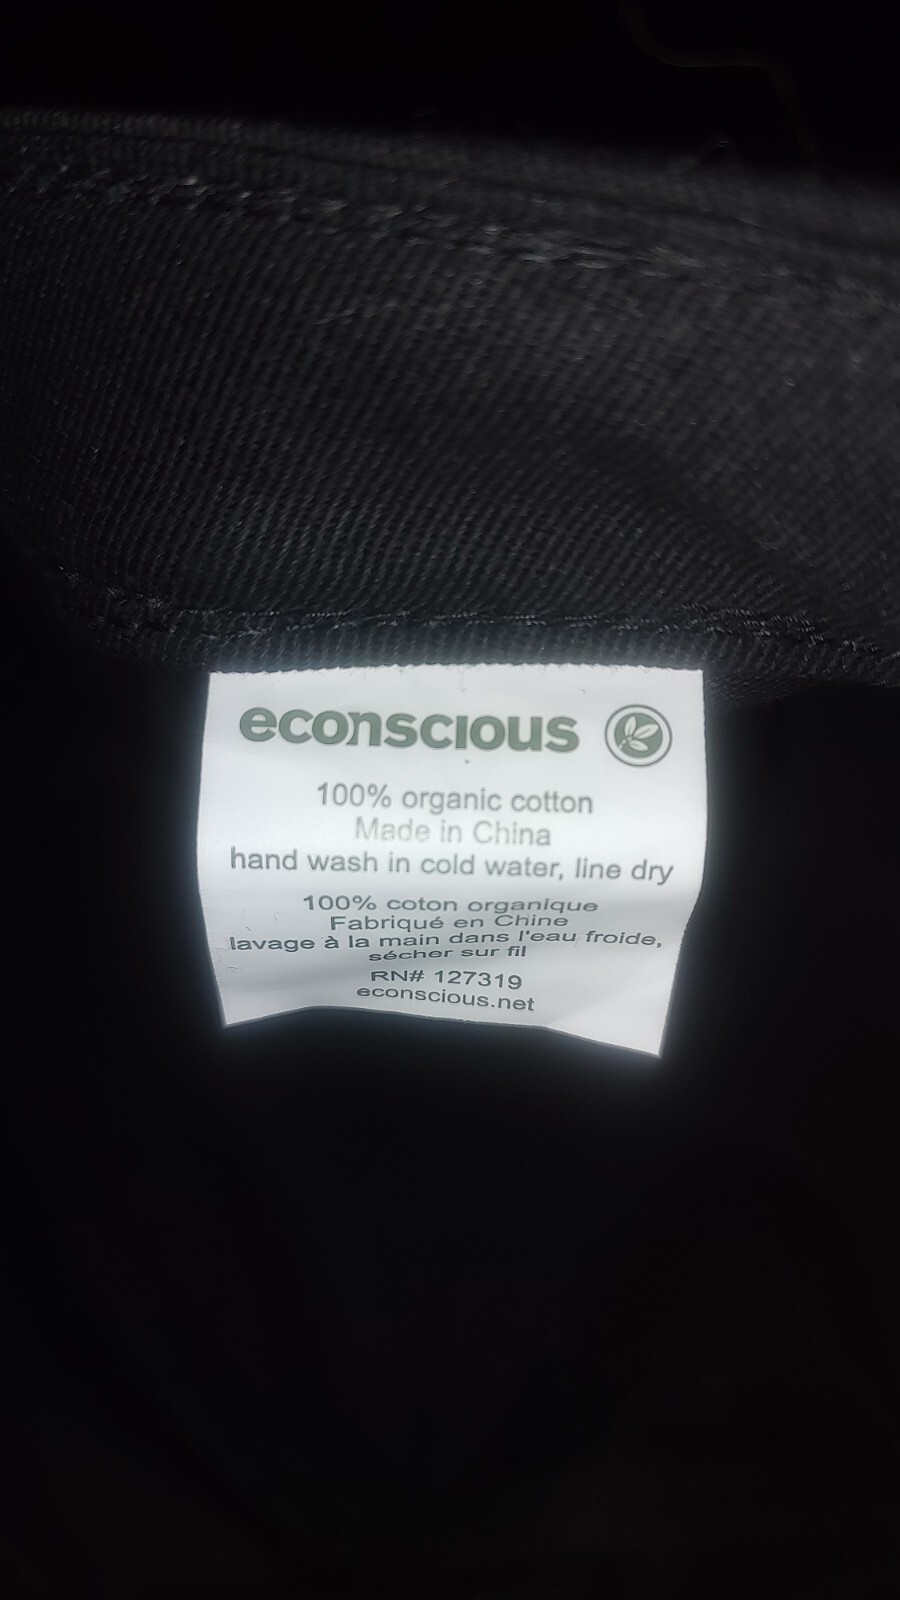 econscious
100% organic cotton
Made in China
hand wash in cold water, line dry
100% coton organique
Fabriqué en Chine
lavage à la main dans l'eau froide,
sécher sur fil
RN# 127319
econscious.net